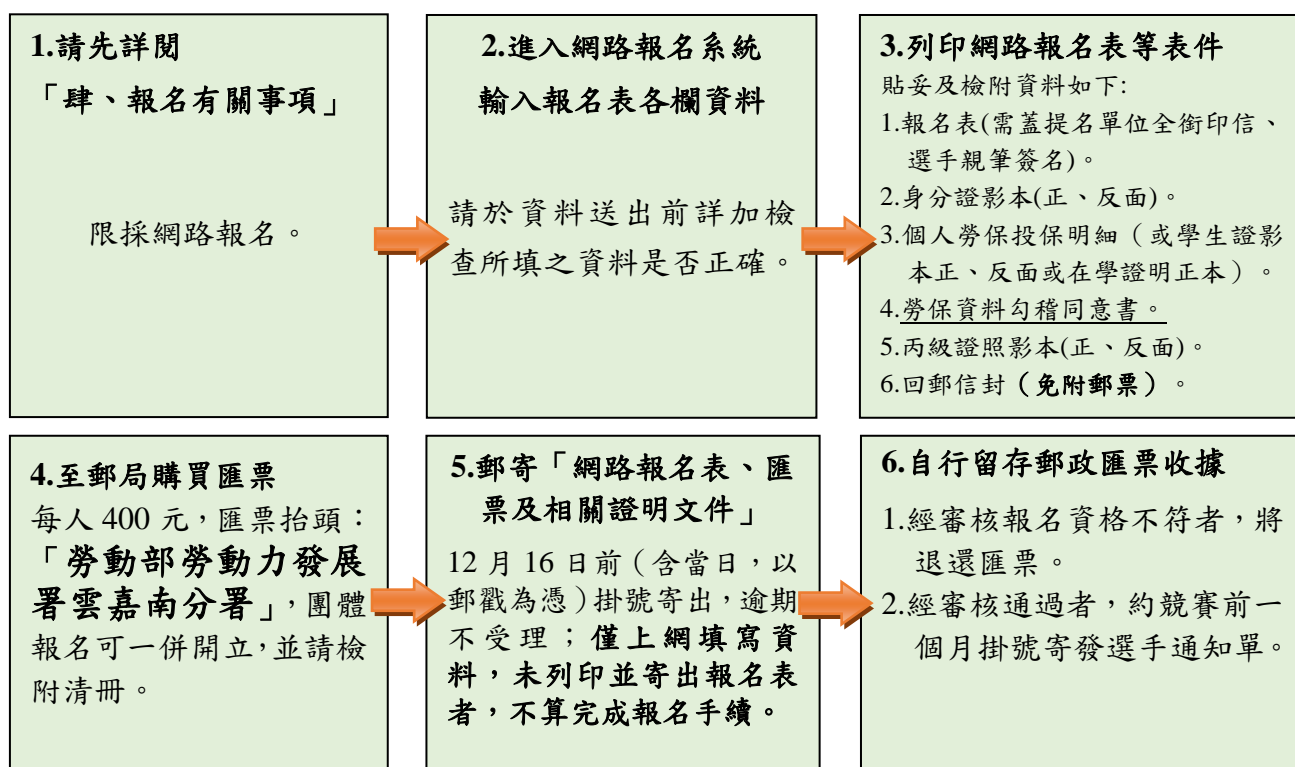 1.請先詳閱
「肆、報名有關事項」
限採網路報名。
2.進入網路報名系統
輸入報名表各欄資料
請於資料送出前詳加檢
查所填之資料是否正確。
3.列印網路報名表等表件
貼妥及檢附資料如下:
1.報名表(需蓋提名單位全銜印信、
選手親筆簽名)。
2.身分證影本(正、反面)。
3.個人勞保投保明細（或學生證影
本正、反面或在學證明正本）。
4.勞保資料勾稽同意書。
5.丙級證照影本(正、反面)。
6.回郵信封（免附郵票）。
4.至郵局購買匯票
每人 400 元，匯票抬頭：
「勞動部勞動力發展
署雲嘉南分署」，團體
報名可一併開立，並請檢
附清冊。
5.郵寄「網路報名表、匯
票及相關證明文件」
12 月 16 日前（含當日，以
郵戳為憑）掛號寄出，逾期
不受理；僅上網填寫資
料，未列印並寄出報名表
者，不算完成報名手續。
6.自行留存郵政匯票收據
1.經審核報名資格不符者，將
退還匯票。
2.經審核通過者，約競賽前一
個月掛號寄發選手通知單。